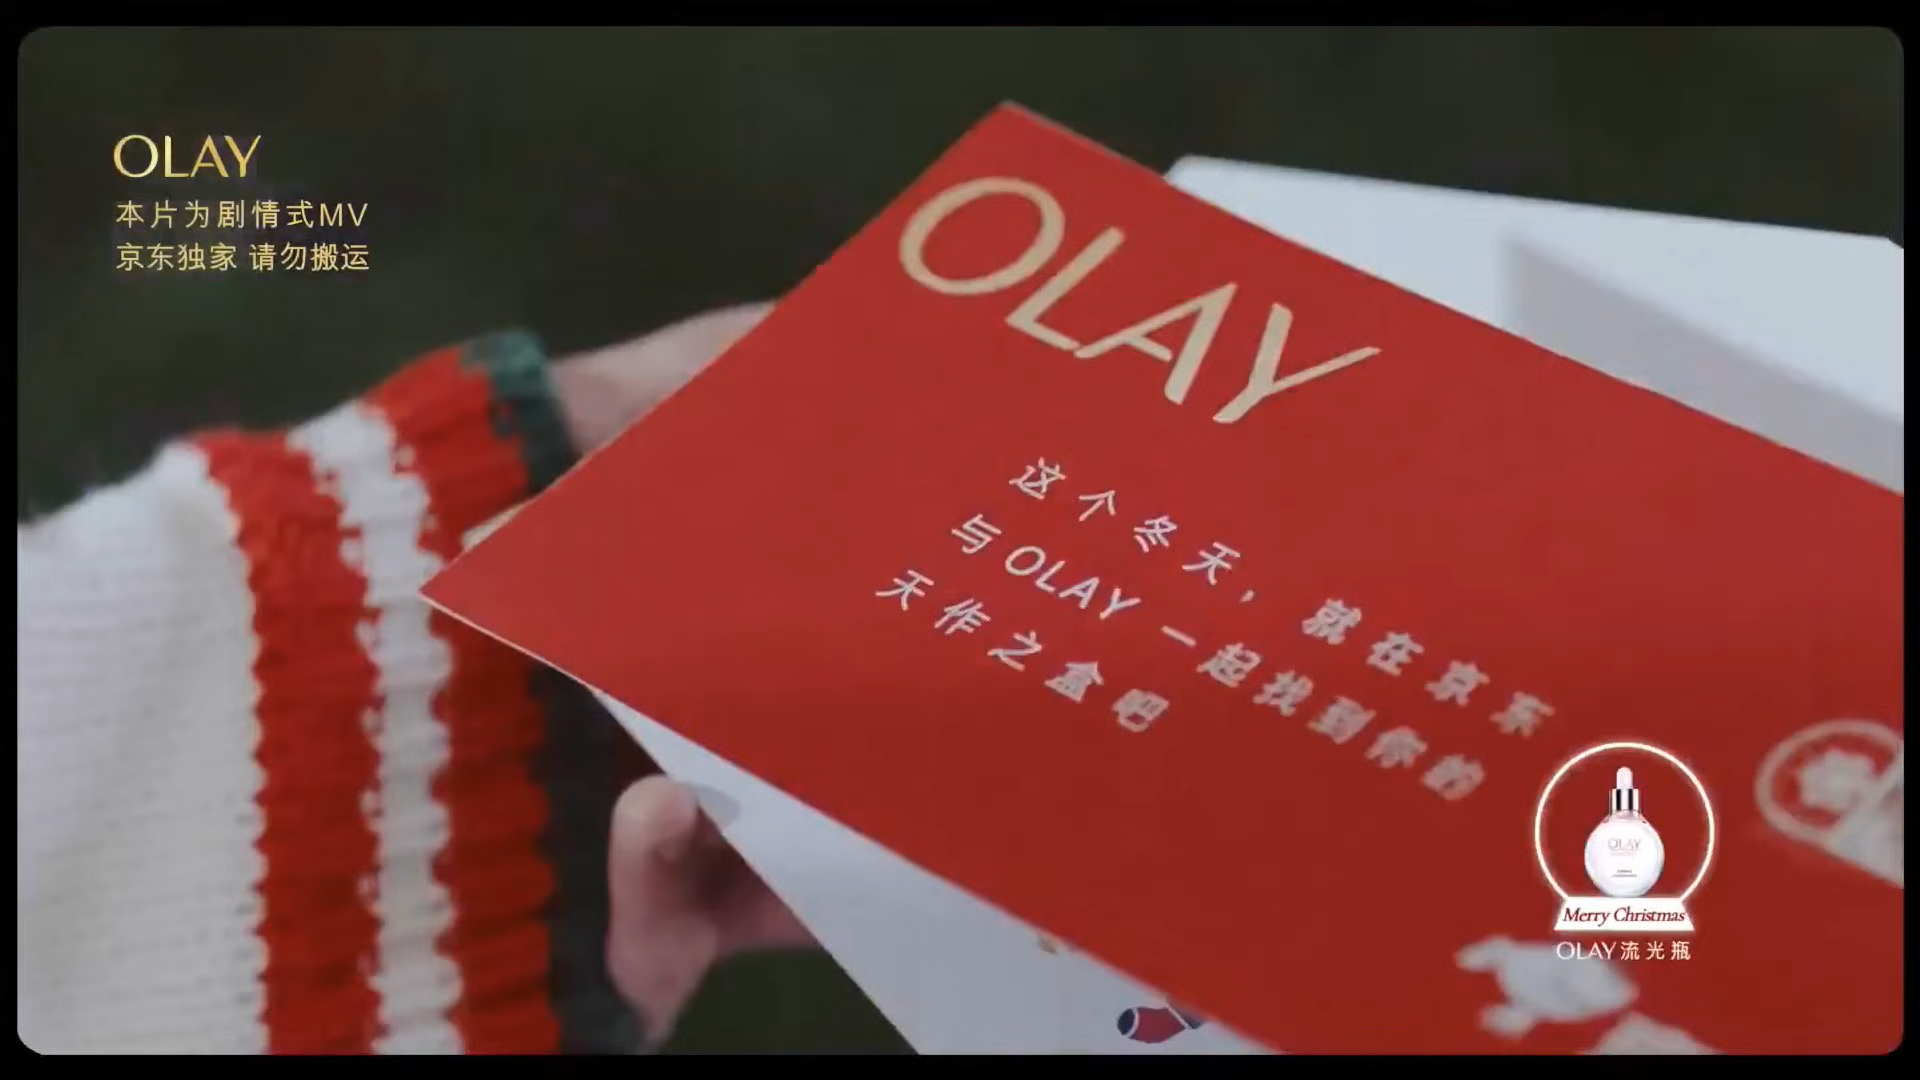 OLAY
本片为剧情式MV
京东独家 请勿搬运
OLAY
这个冬天，就在京东
与OLAY一起找到你的
天作之盒吧
OLAY
Merry Christmas
OLAY流光瓶